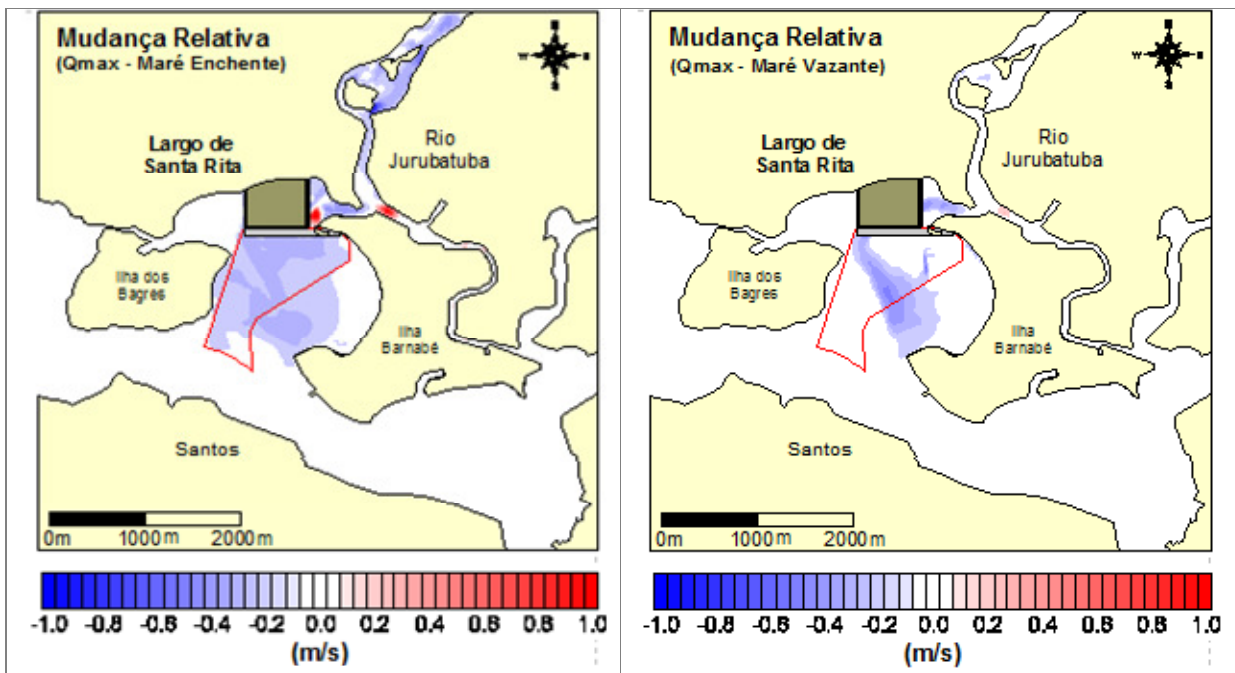 Mudança Relativa
(Qmax - Maré Enchente)
Largo de
Santa Rita
Rio
Jurubatuba
Ilha dos
Bagres
Ilha
Barnabé
Santos
0m 1000m 2000m
-1.0 -0.8 -0.6 -0.4 -0.2 0.0 0.2 0.4 0.6 0.8 1.0
(m/s)
Mudança Relativa
(Qmax - Maré Vazante)
Largo de
Santa Rita
Rio
Jurubatuba
Ilha dos
Bagres
Ilha
Barnabé
Santos
0m 1000m 2000m
-1.0 -0.8 -0.6 -0.4 -0.2 0.0 0.2 0.4 0.6 0.8 1.0
(m/s)